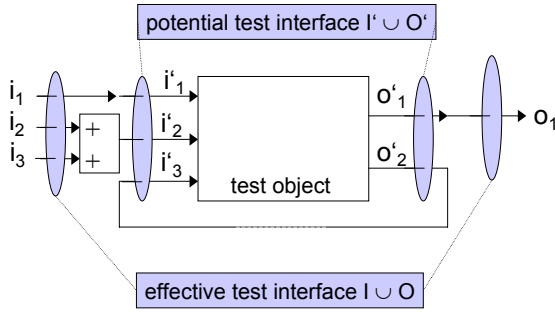 potential test interface I‘ ∪ O‘
i₁ i‘₁ o‘₁ o₁
i₂ + i‘₂
i₃ + i‘₃ o‘₂
test object
effective test interface I ∪ O